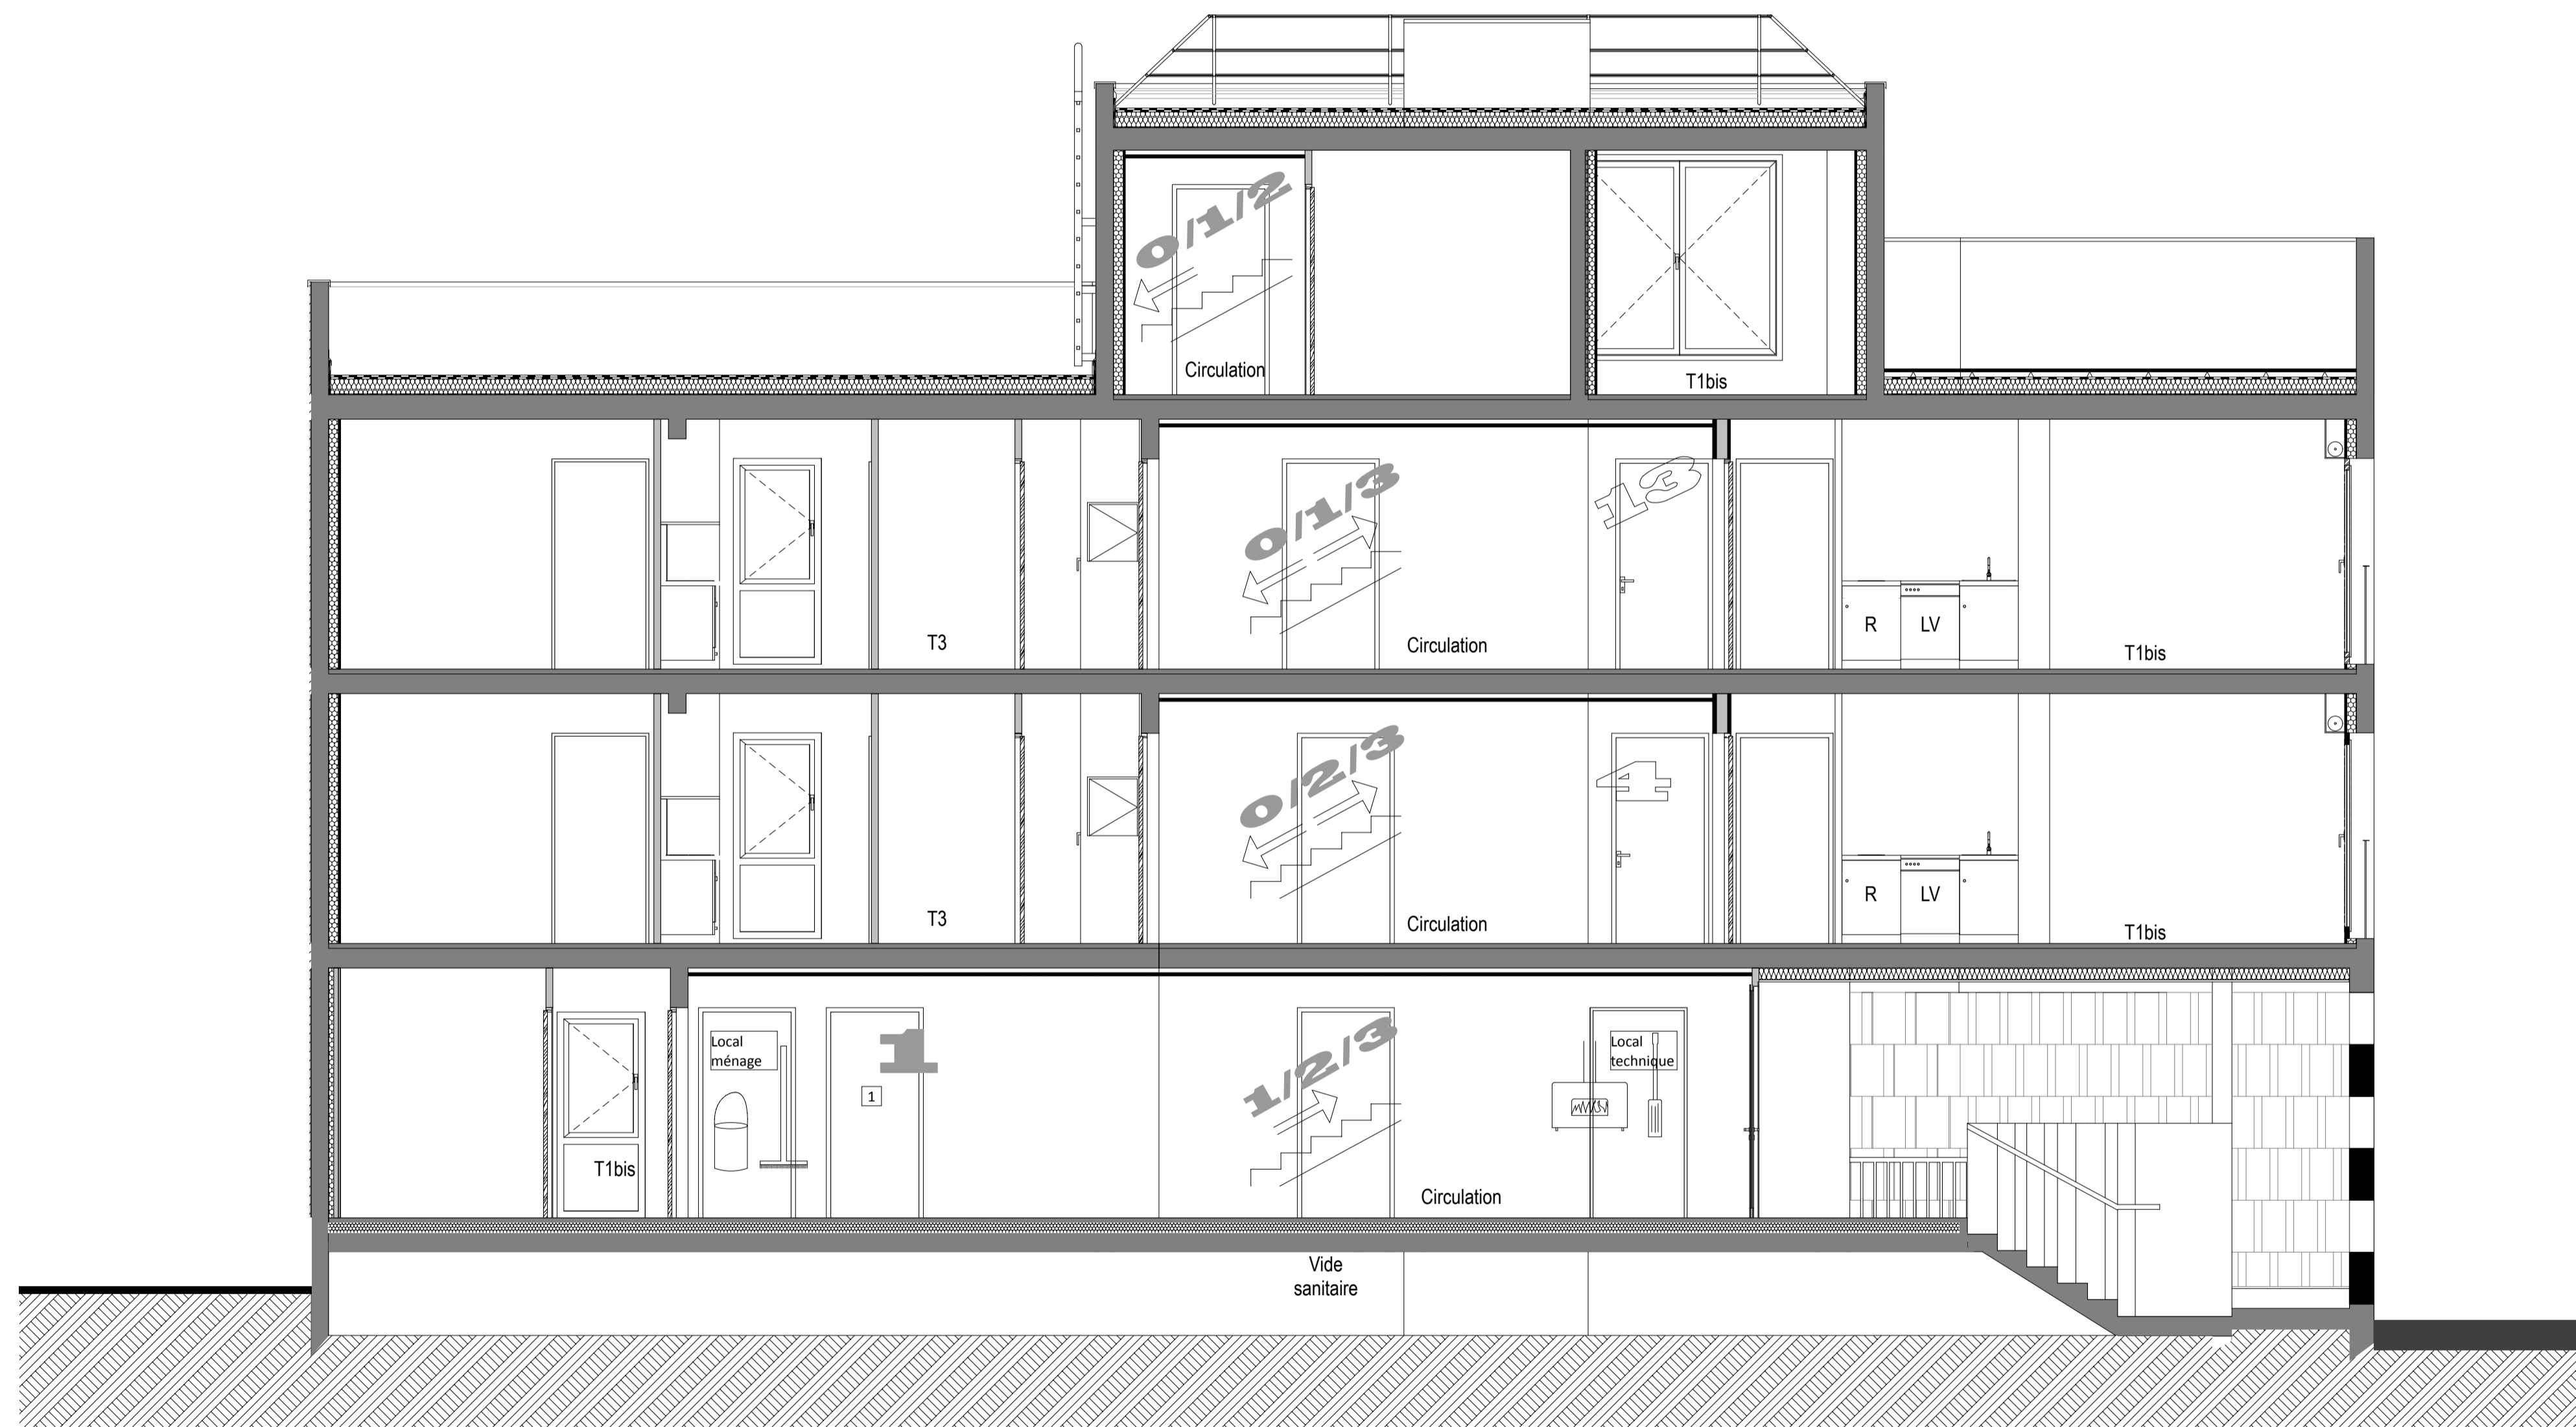 0/1/2
Circulation
T1bis
0/1/3
13
T3
Circulation
R
LV
T1bis
0/2/3
4
T3
Circulation
R
LV
T1bis
Local
ménage
1
1
T1bis
1/2/3
Local
technique
Circulation
Vide
sanitaire